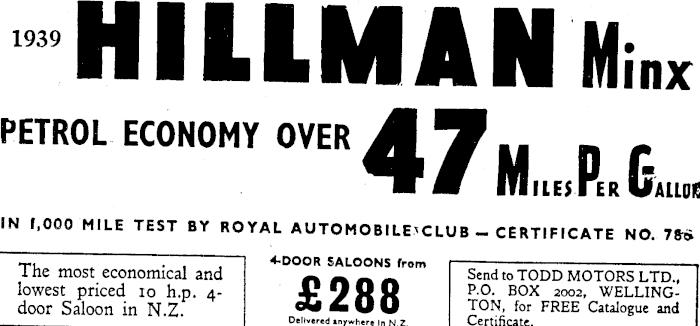 1939 HILLMAN Minx
PETROL ECONOMY OVER 47 MILES PER GALLON
IN 1,000 MILE TEST BY ROYAL AUTOMOBILE CLUB — CERTIFICATE NO. 786
The most economical and
lowest priced 10 h.p. 4-
door Saloon in N.Z.
4-DOOR SALOONS from
£288
Delivered anywhere in N.Z.
Send to TODD MOTORS LTD.,
P.O. BOX 2002, WELLING-
TON, for FREE Catalogue and
Certificate.